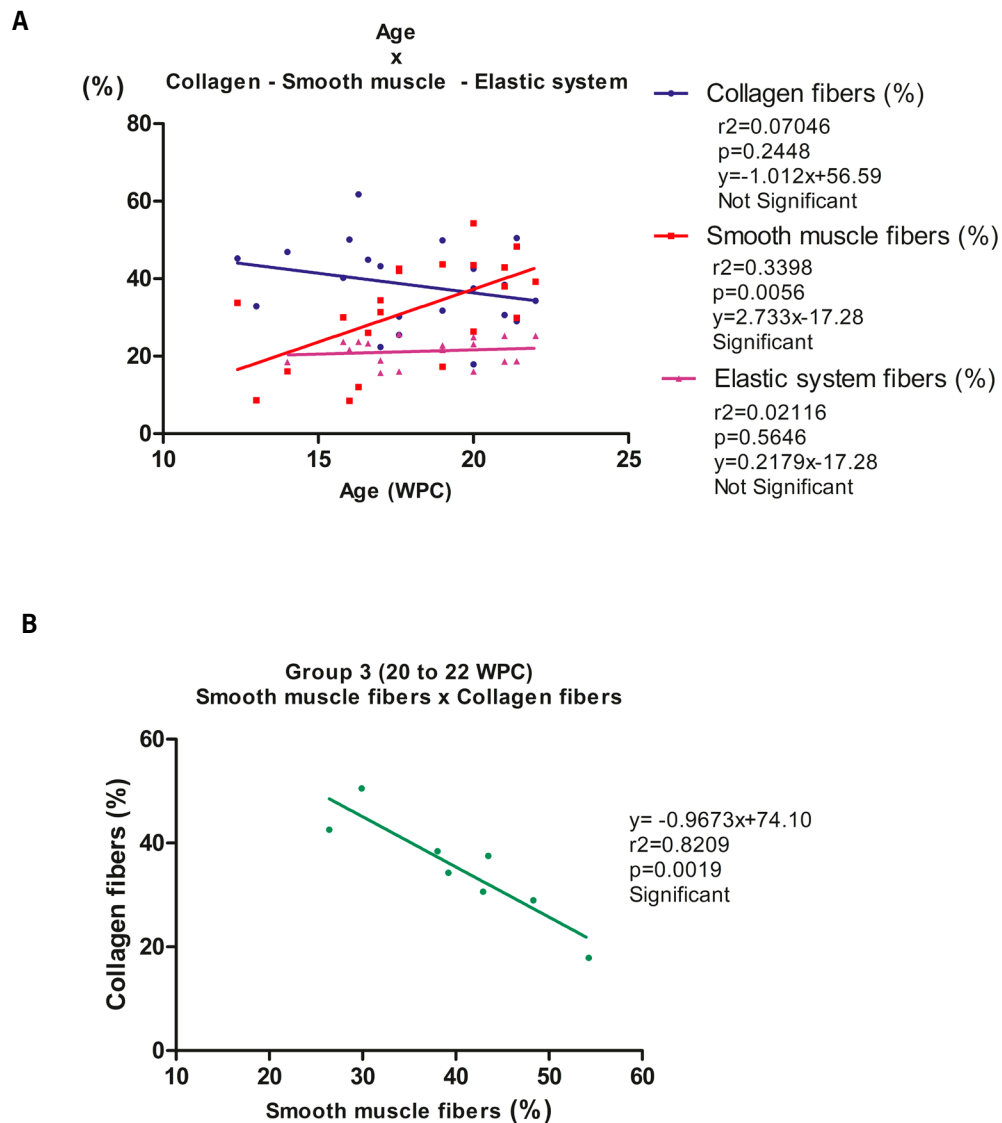 A
Age
x
Collagen - Smooth muscle - Elastic system
(%)
80
60
40
20
0
10 15 20 25
Age (WPC)
Collagen fibers (%)
r2=0.07046
p=0.2448
y=-1.012x+56.59
Not Significant
Smooth muscle fibers (%)
r2=0.3398
p=0.0056
y=2.733x-17.28
Significant
Elastic system fibers (%)
r2=0.02116
p=0.5646
y=0.2179x-17.28
Not Significant
B
Group 3 (20 to 22 WPC)
Smooth muscle fibers x Collagen fibers
Collagen fibers (%)
60
40
20
0
10 20 30 40 50 60
Smooth muscle fibers (%)
y= -0.9673x+74.10
r2=0.8209
p=0.0019
Significant